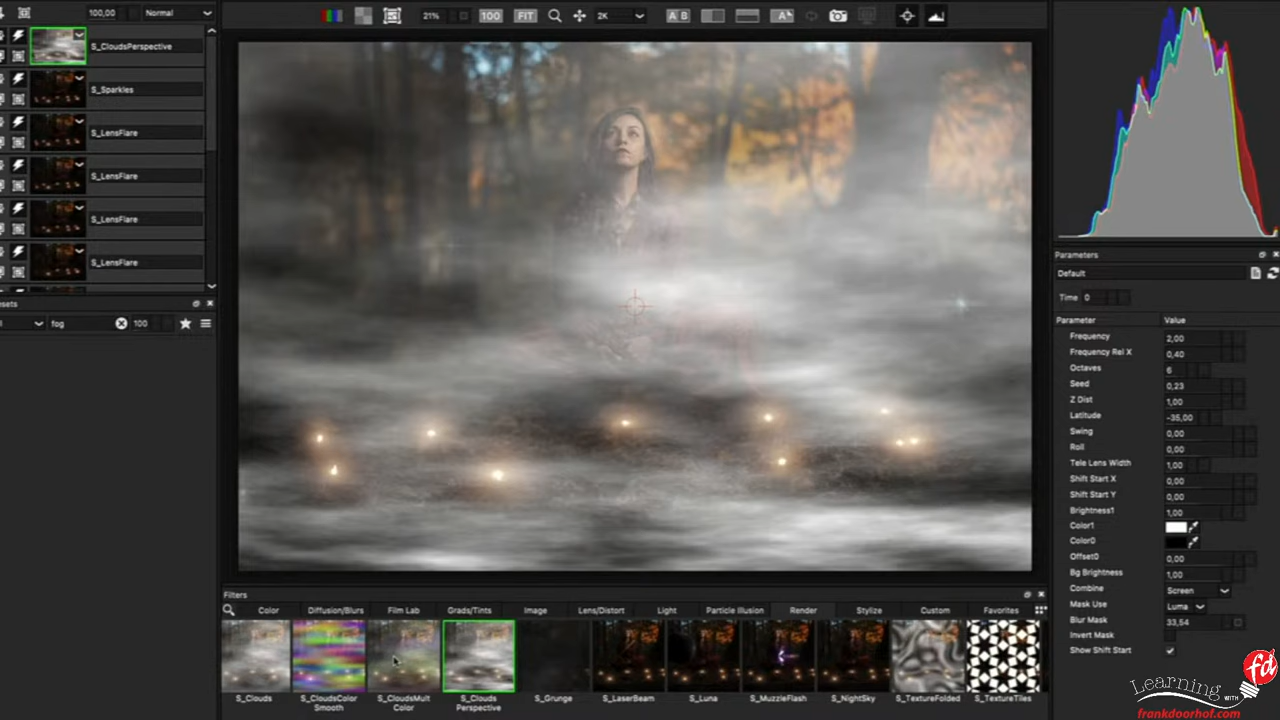 100,00 Normal
21% 100 FIT 2K A B A
S_CloudsPerspective
S_Sparkles
S_LensFlare
S_LensFlare
S_LensFlare
S_LensFlare
fog 100
Parameters
Default
Time 0
Parameter Value
Frequency 2,00
Frequency Rel X 0,40
Octaves 6
Seed 0,23
Z Dist 1,00
Latitude -35,00
Swing 0,00
Roll 0,00
Tele Lens Width 1,00
Shift Start X 0,00
Shift Start Y 0,00
Brightness1 1,00
Color1
Color0
Offset0 0,00
Bg Brightness 1,00
Combine Screen
Mask Use Luma
Blur Mask 33,54
Invert Mask
Show Shift Start
Filters
Color Diffusion/Blurs Film Lab Grads/Tints Image Lens/Distort Light Particle Illusion Render Stylize Custom Favorites
S_Clouds S_CloudsColor Smooth S_CloudsMult Color S_Clouds Perspective S_Grunge S_LaserBeam S_Luna S_MuzzleFlash S_NightSky S_TextureFolded S_TextureTiles
Learning WITH fd
frankdoorhof.com